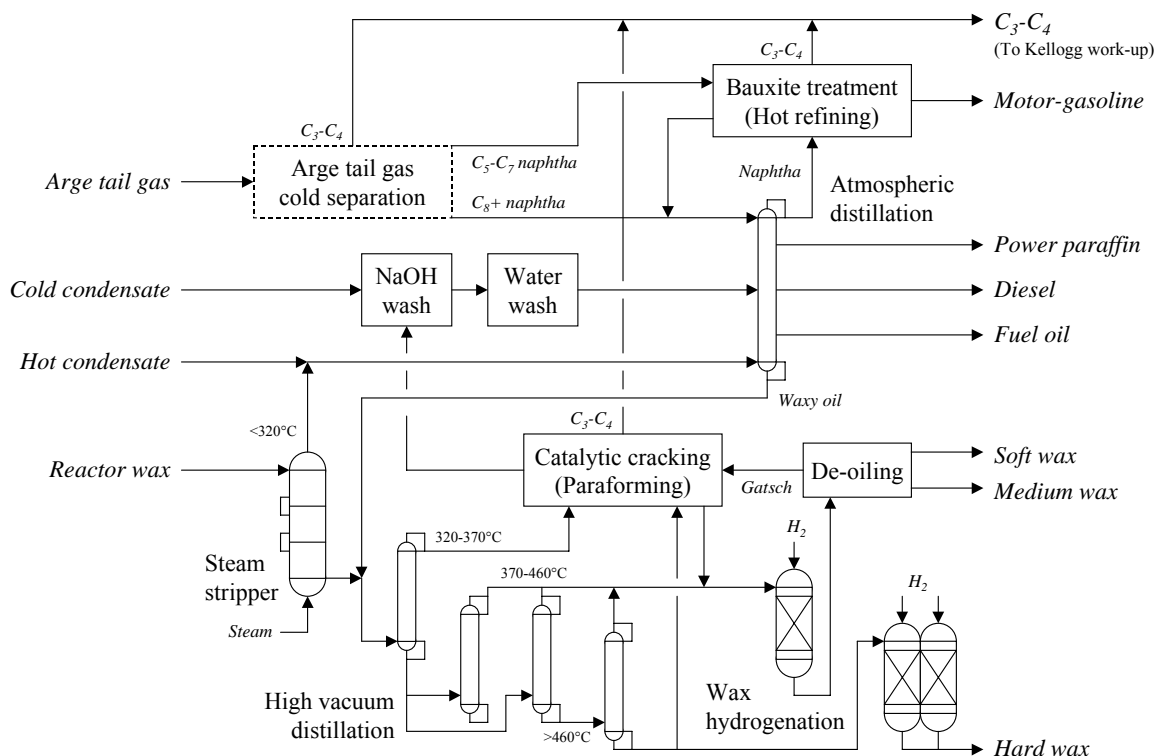 C3-C4
(To Kellogg work-up)
C3-C4
Bauxite treatment
(Hot refining)
Motor-gasoline
C3-C4
Arge tail gas
Arge tail gas
cold separation
C5-C7 naphtha
C8+ naphtha
Naphtha
Atmospheric
distillation
Power paraffin
Cold condensate
NaOH
wash
Water
wash
Diesel
Fuel oil
Hot condensate
Waxy oil
<320°C
C3-C4
Reactor wax
Catalytic cracking
(Paraforming)
Gatsch
De-oiling
Soft wax
Medium wax
320-370°C
H2
Steam
stripper
370-460°C
H2
Steam
High vacuum
distillation
>460°C
Wax
hydrogenation
Hard wax